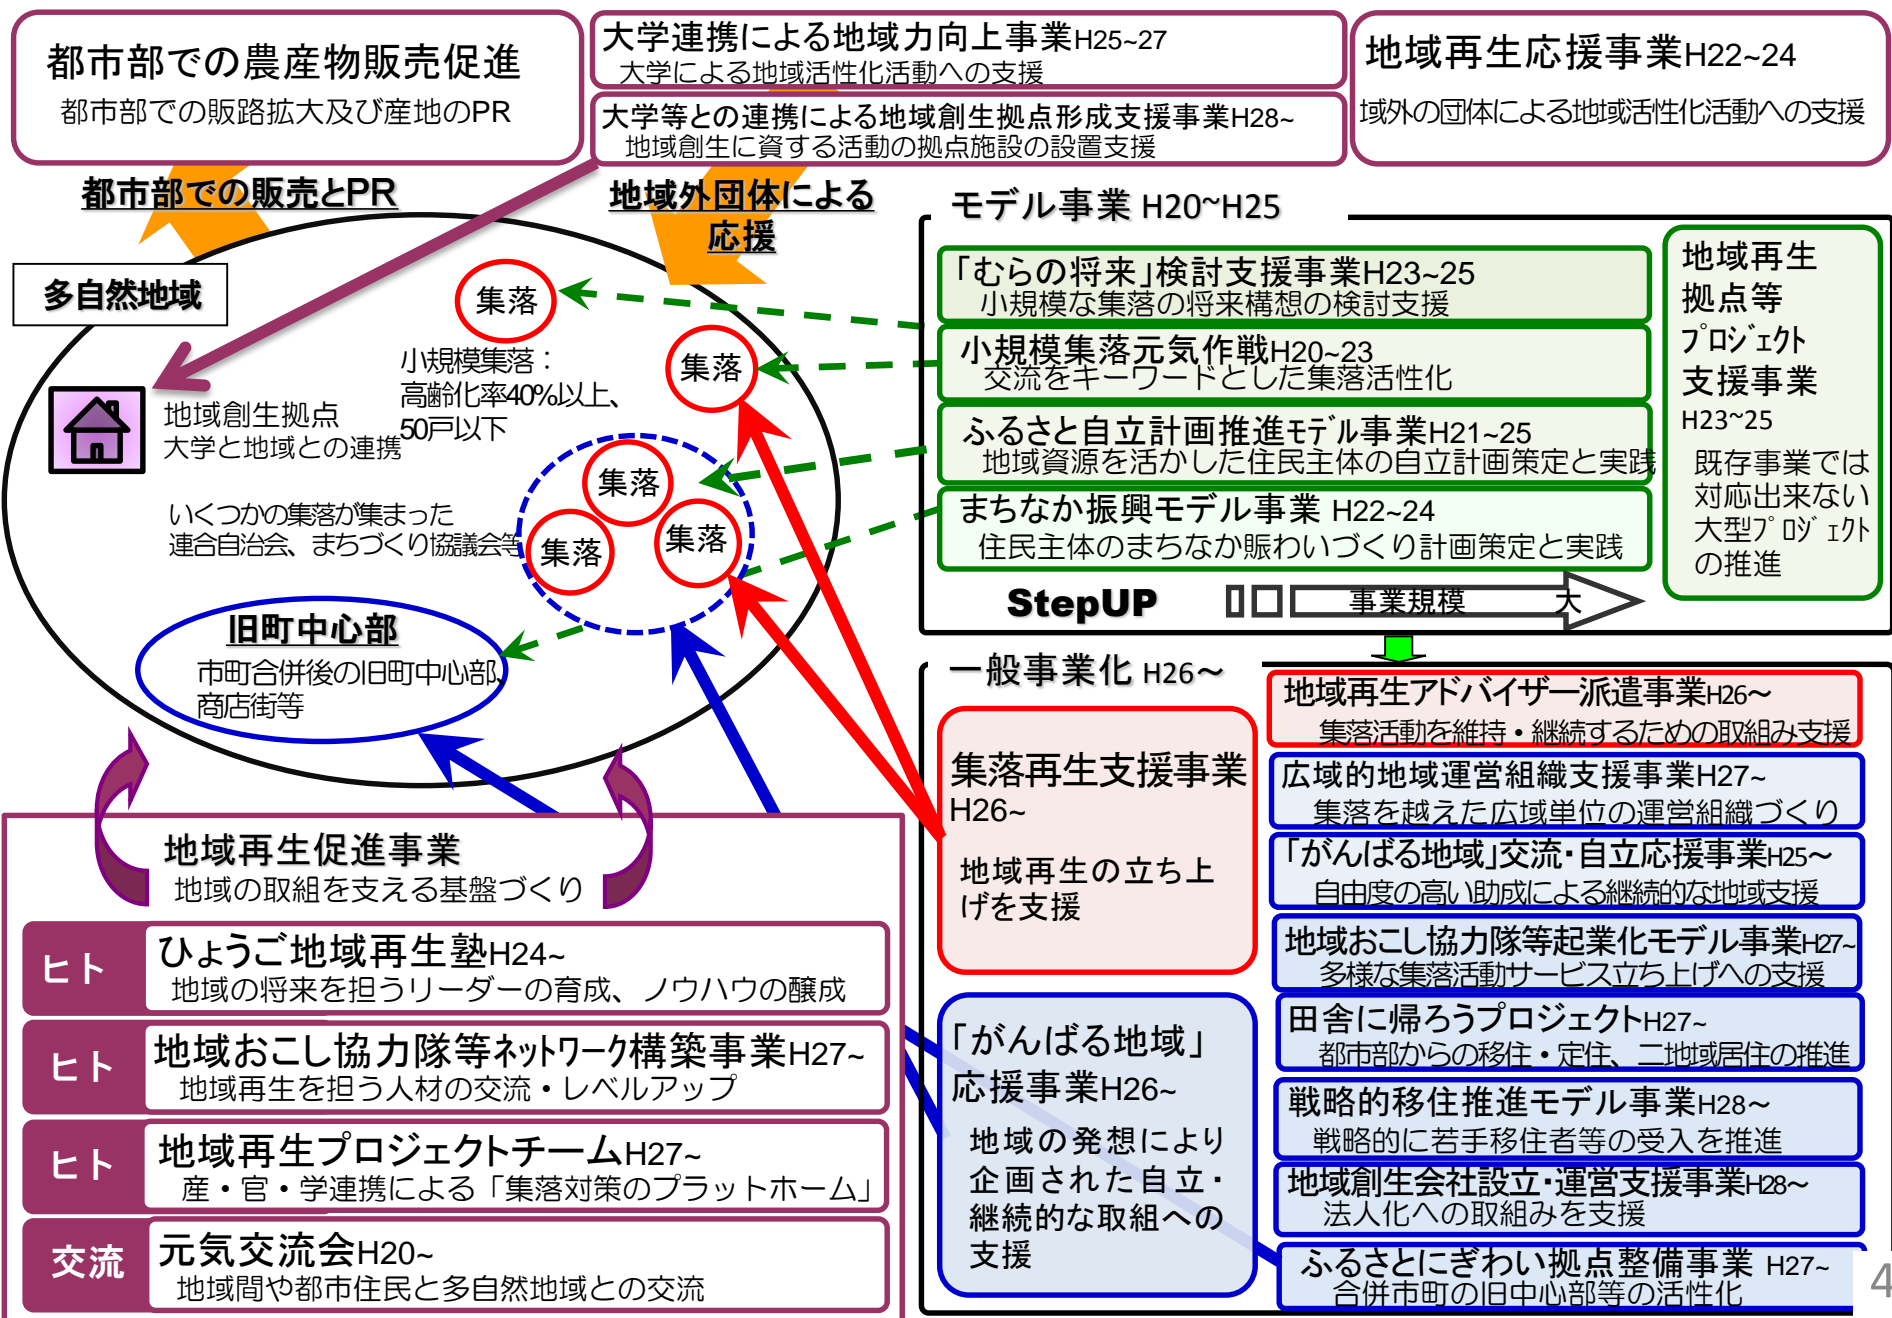 都市部での農産物販売促進
都市部での販路拡大及び産地のPR
大学連携による地域力向上事業H25~27
大学による地域活性化活動への支援
大学等との連携による地域創生拠点形成支援事業H28~
地域創生に資する活動の拠点施設の設置支援
地域再生応援事業H22~24
域外の団体による地域活性化活動への支援
都市部での販売とPR
地域外団体による
応援
多自然地域
集落
小規模集落：
高齢化率40%以上、
50戸以下
集落
地域創生拠点
大学と地域との連携
集落
集落
集落
いくつかの集落が集まった
連合自治会、まちづくり協議会等
旧町中心部
市町合併後の旧町中心部、
商店街等
モデル事業 H20~H25
「むらの将来」検討支援事業H23~25
小規模な集落の将来構想の検討支援
小規模集落元気作戦H20~23
交流をキーワードとした集落活性化
ふるさと自立計画推進ﾓﾃﾞﾙ事業H21~25
地域資源を活かした住民主体の自立計画策定と実践
まちなか振興モデル事業 H22~24
住民主体のまちなか賑わいづくり計画策定と実践
StepUP
事業規模 大
地域再生
拠点等
ﾌﾟﾛｼﾞｪｸﾄ
支援事業
H23~25
既存事業では
対応出来ない
大型ﾌﾟﾛｼﾞｪｸﾄ
の推進
一般事業化 H26～
集落再生支援事業
H26~
地域再生の立ち上
げを支援
「がんばる地域」
応援事業H26~
地域の発想により
企画された自立・
継続的な取組への
支援
地域再生アドバイザー派遣事業H26～
集落活動を維持・継続するための取組み支援
広域的地域運営組織支援事業H27~
集落を越えた広域単位の運営組織づくり
「がんばる地域」交流・自立応援事業H25～
自由度の高い助成による継続的な地域支援
地域おこし協力隊等起業化モデル事業H27~
多様な集落活動サービス立ち上げへの支援
田舎に帰ろうプロジェクトH27~
都市部からの移住・定住、二地域居住の推進
戦略的移住推進モデル事業H28～
戦略的に若手移住者等の受入を推進
地域創生会社設立・運営支援事業H28～
法人化への取組みを支援
ふるさとにぎわい拠点整備事業 H27~
合併市町の旧中心部等の活性化
地域再生促進事業
地域の取組を支える基盤づくり
ヒト
ひょうご地域再生塾H24~
地域の将来を担うリーダーの育成、ノウハウの醸成
ヒト
地域おこし協力隊等ﾈｯﾄﾜｰｸ構築事業H27~
地域再生を担う人材の交流・レベルアップ
ヒト
地域再生プロジェクトチームH27~
産・官・学連携による「集落対策のプラットホーム」
交流
元気交流会H20~
地域間や都市住民と多自然地域との交流
4